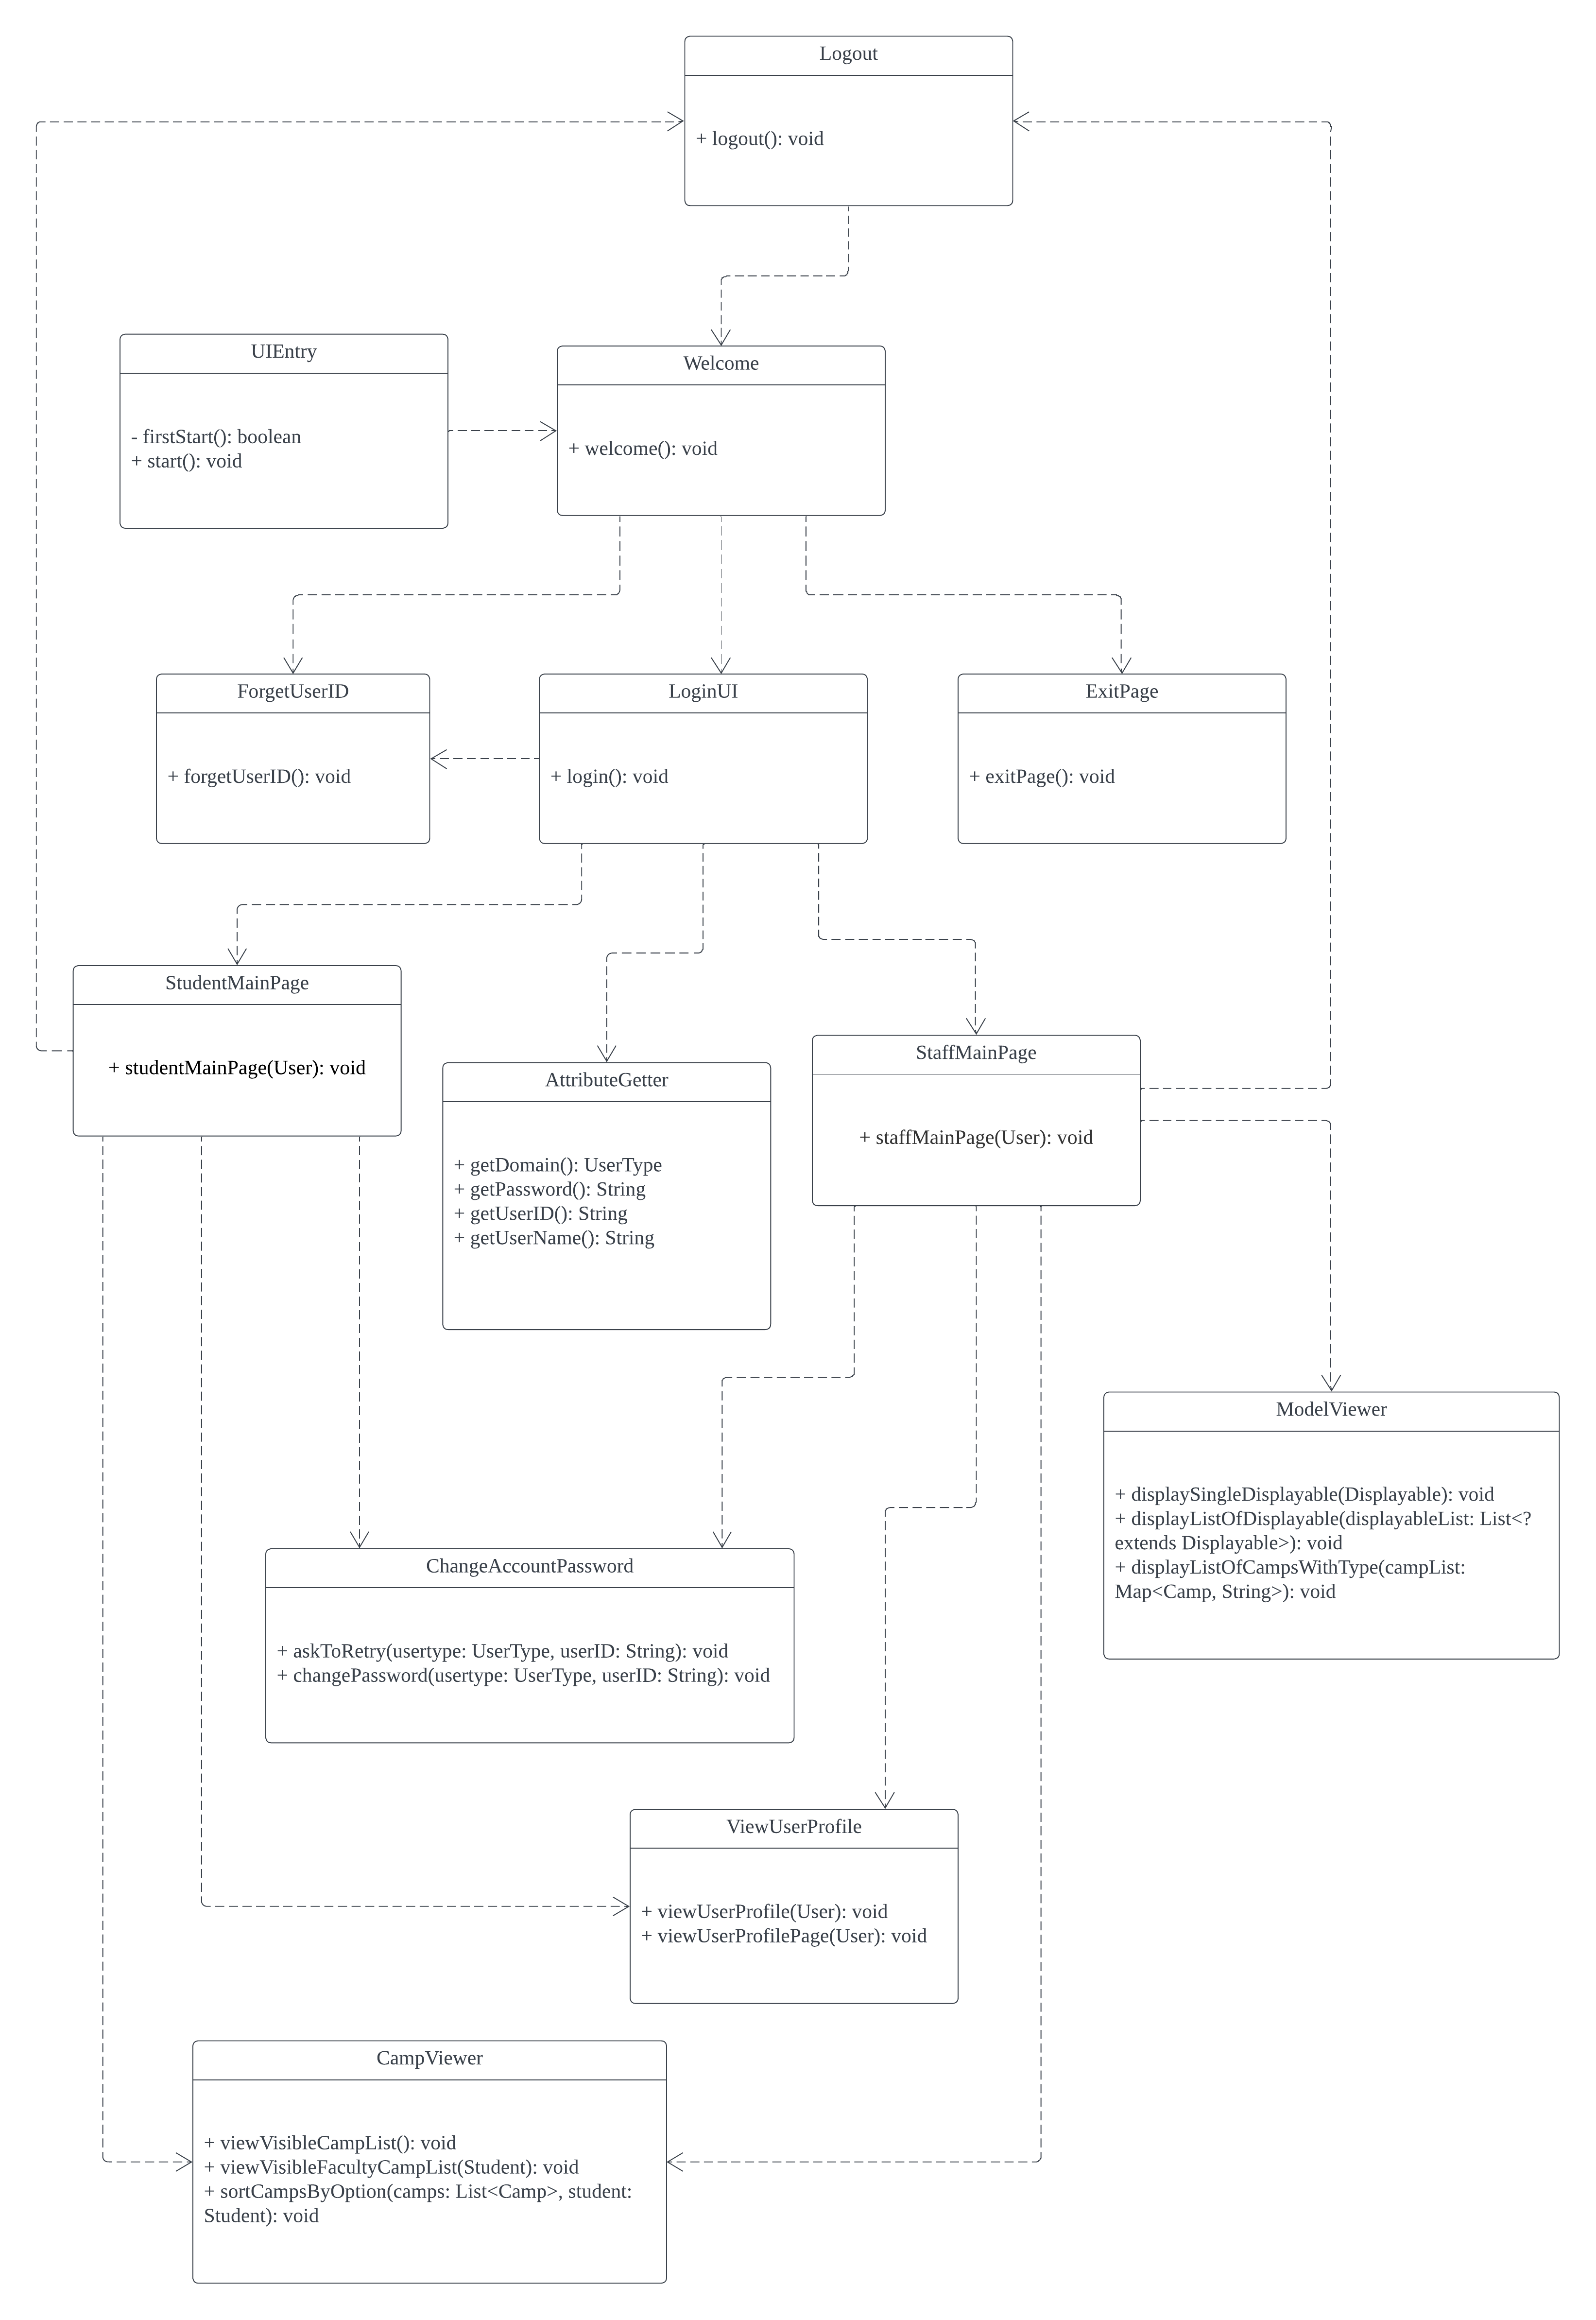 Logout
+ logout(): void
UIEntry
- firstStart(): boolean
+ start(): void
Welcome
+ welcome(): void
ForgetUserID
+ forgetUserID(): void
LoginUI
+ login(): void
ExitPage
+ exitPage(): void
StudentMainPage
+ studentMainPage(User): void
AttributeGetter
+ getDomain(): UserType
+ getPassword(): String
+ getUserID(): String
+ getUserName(): String
StaffMainPage
+ staffMainPage(User): void
ModelViewer
+ displaySingleDisplayable(Displayable): void
+ displayListOfDisplayable(displayableList: List<?
extends Displayable>): void
+ displayListOfCampsWithType(campList:
Map<Camp, String>): void
ChangeAccountPassword
+ askToRetry(usertype: UserType, userID: String): void
+ changePassword(usertype: UserType, userID: String): void
ViewUserProfile
+ viewUserProfile(User): void
+ viewUserProfilePage(User): void
CampViewer
+ viewVisibleCampList(): void
+ viewVisibleFacultyCampList(Student): void
+ sortCampsByOption(camps: List<Camp>, student:
Student): void